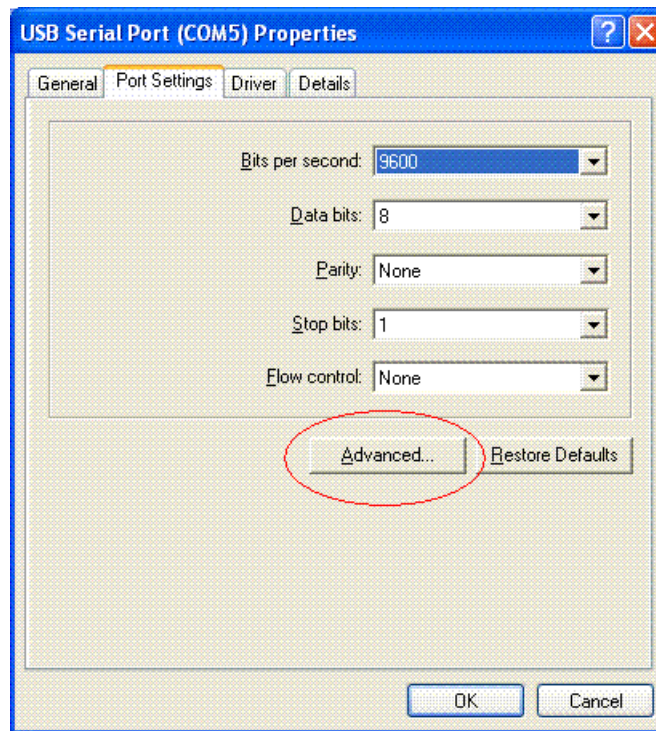 USB Serial Port (COM5) Properties
General Port Settings Driver Details
Bits per second: 9600
Data bits: 8
Parity: None
Stop bits: 1
Flow control: None
Advanced... Restore Defaults
OK Cancel